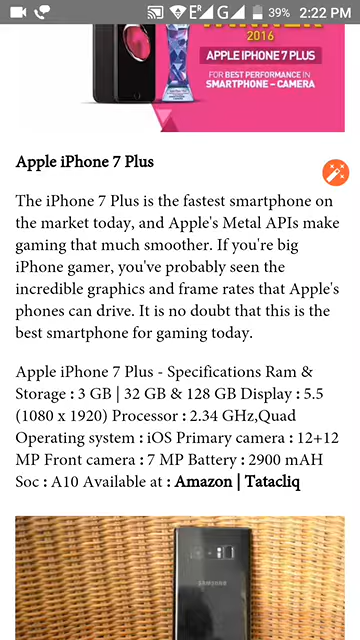 E R G 39% 2:22 PM
WINNER
2016
APPLE IPHONE 7 PLUS
FOR BEST PERFORMANCE IN
SMARTPHONE – CAMERA
Apple iPhone 7 Plus
The iPhone 7 Plus is the fastest smartphone on
the market today, and Apple's Metal APIs make
gaming that much smoother. If you're big
iPhone gamer, you've probably seen the
incredible graphics and frame rates that Apple's
phones can drive. It is no doubt that this is the
best smartphone for gaming today.
Apple iPhone 7 Plus - Specifications Ram &
Storage : 3 GB | 32 GB & 128 GB Display : 5.5
(1080 x 1920) Processor : 2.34 GHz,Quad
Operating system : iOS Primary camera : 12+12
MP Front camera : 7 MP Battery : 2900 mAH
Soc : A10 Available at : Amazon | Tatacliq
SAMSUNG